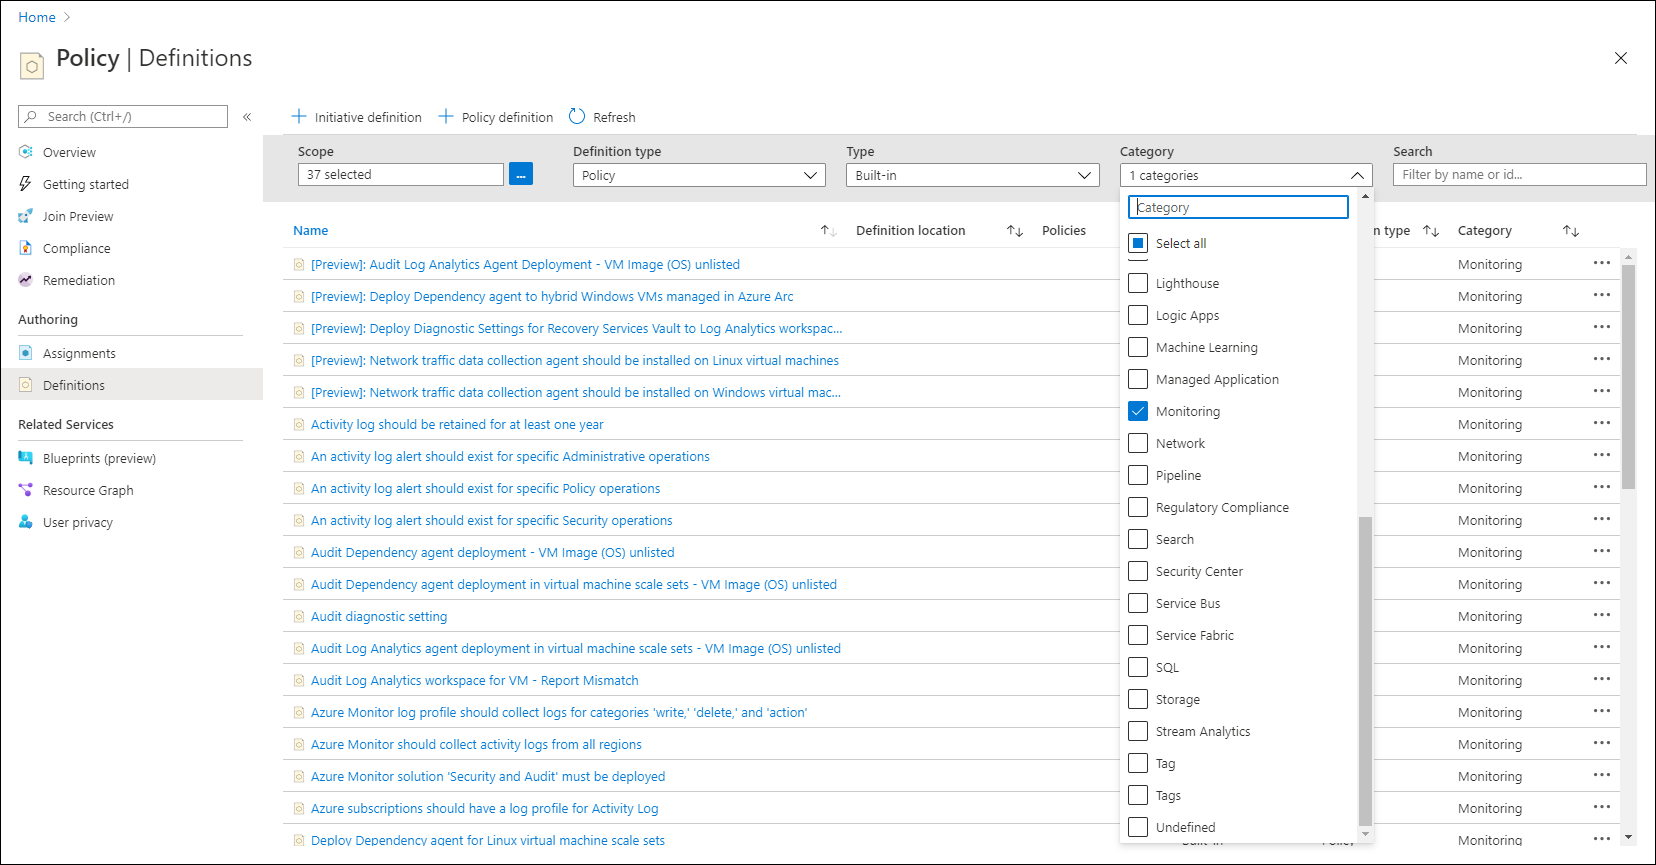 Home
Policy | Definitions
Search (Ctrl+/)
Overview
Getting started
Join Preview
Compliance
Remediation
Authoring
Assignments
Definitions
Related Services
Blueprints (preview)
Resource Graph
User privacy
Initiative definition Policy definition Refresh
Scope Definition type Type Category Search
37 selected ... Policy Built-in 1 categories Filter by name or id...
Name Definition location Policies n type Category
[Preview]: Audit Log Analytics Agent Deployment - VM Image (OS) unlisted Monitoring
[Preview]: Deploy Dependency agent to hybrid Windows VMs managed in Azure Arc Monitoring
[Preview]: Deploy Diagnostic Settings for Recovery Services Vault to Log Analytics workspac... Monitoring
[Preview]: Network traffic data collection agent should be installed on Linux virtual machines Monitoring
[Preview]: Network traffic data collection agent should be installed on Windows virtual mac... Monitoring
Activity log should be retained for at least one year Monitoring
An activity log alert should exist for specific Administrative operations Monitoring
An activity log alert should exist for specific Policy operations Monitoring
An activity log alert should exist for specific Security operations Monitoring
Audit Dependency agent deployment - VM Image (OS) unlisted Monitoring
Audit Dependency agent deployment in virtual machine scale sets - VM Image (OS) unlisted Monitoring
Audit diagnostic setting Monitoring
Audit Log Analytics agent deployment in virtual machine scale sets - VM Image (OS) unlisted Monitoring
Audit Log Analytics workspace for VM - Report Mismatch Monitoring
Azure Monitor log profile should collect logs for categories 'write,' 'delete,' and 'action' Monitoring
Azure Monitor should collect activity logs from all regions Monitoring
Azure Monitor solution 'Security and Audit' must be deployed Monitoring
Azure subscriptions should have a log profile for Activity Log Monitoring
Deploy Dependency agent for Linux virtual machine scale sets Built-in Policy Monitoring
Category
Select all
Lighthouse
Logic Apps
Machine Learning
Managed Application
Monitoring
Network
Pipeline
Regulatory Compliance
Search
Security Center
Service Bus
Service Fabric
SQL
Storage
Stream Analytics
Tag
Tags
Undefined